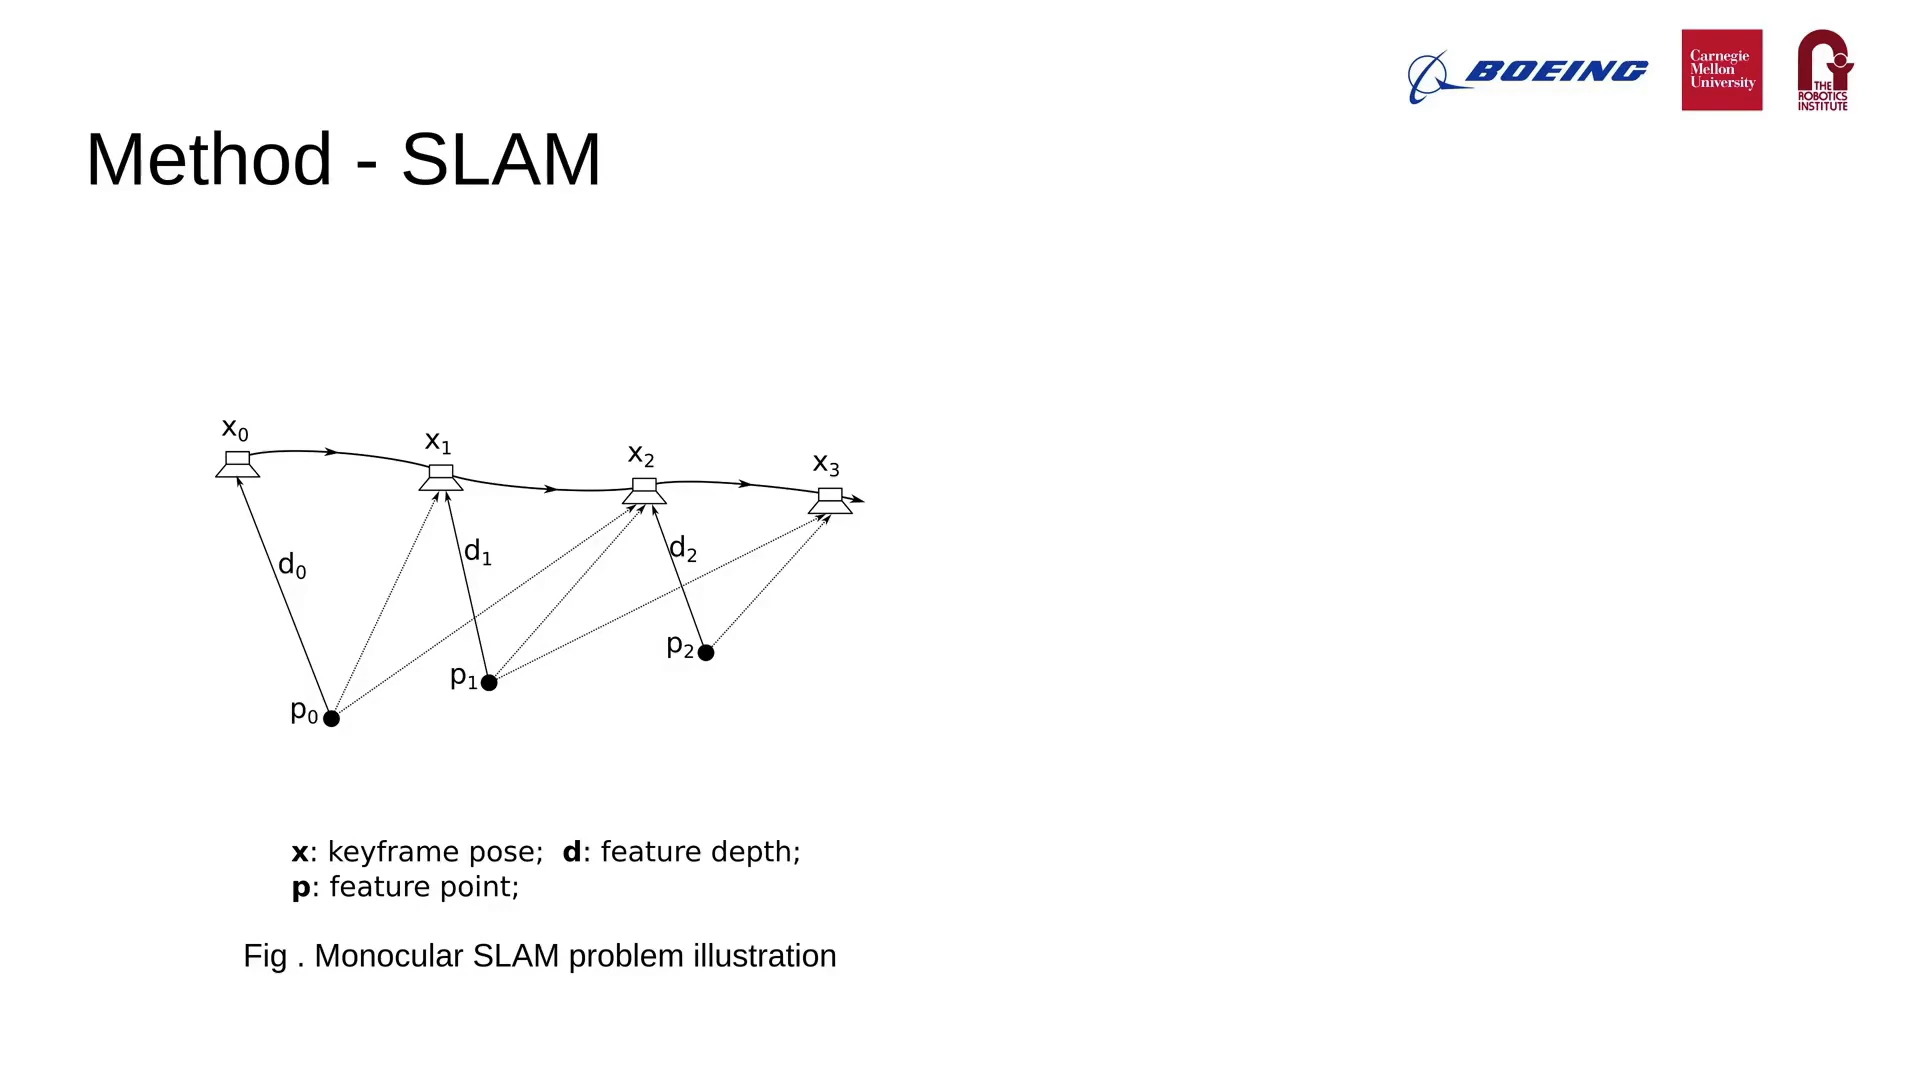 BOEING
Carnegie
Mellon
University
THE
ROBOTICS
INSTITUTE
Method - SLAM
x0
x1
x2
x3
d0
d1
d2
p0
p1
p2
x: keyframe pose; d: feature depth;
p: feature point;
Fig . Monocular SLAM problem illustration